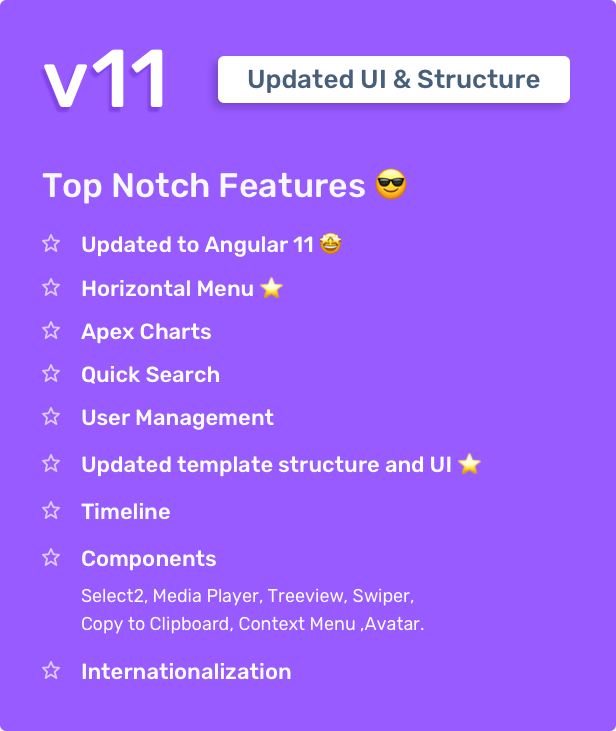 v11
Updated UI & Structure
Top Notch Features 😎
Updated to Angular 11 🤩
Horizontal Menu ⭐
Apex Charts
Quick Search
User Management
Updated template structure and UI ⭐
Timeline
Components
Select2, Media Player, Treeview, Swiper,
Copy to Clipboard, Context Menu ,Avatar.
Internationalization